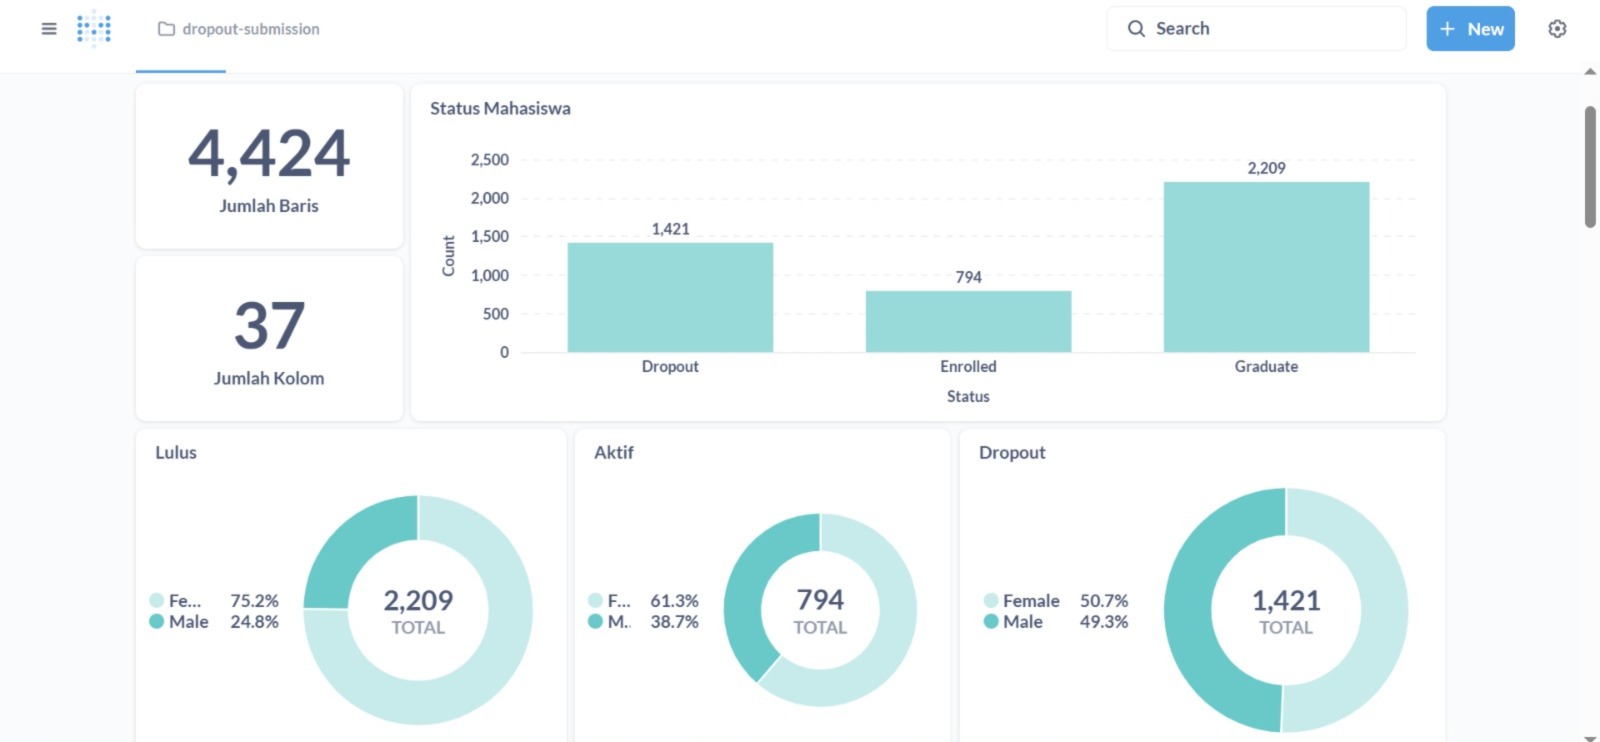 dropout-submission
Search
+ New
4,424
Jumlah Baris
37
Jumlah Kolom
Status Mahasiswa
2,500
2,000
1,500
1,000
500
0
Count
1,421
794
2,209
Dropout
Enrolled
Graduate
Status
Lulus
Fe... 75.2%
Male 24.8%
2,209
TOTAL
Aktif
F... 61.3%
M.. 38.7%
794
TOTAL
Dropout
Female 50.7%
Male 49.3%
1,421
TOTAL